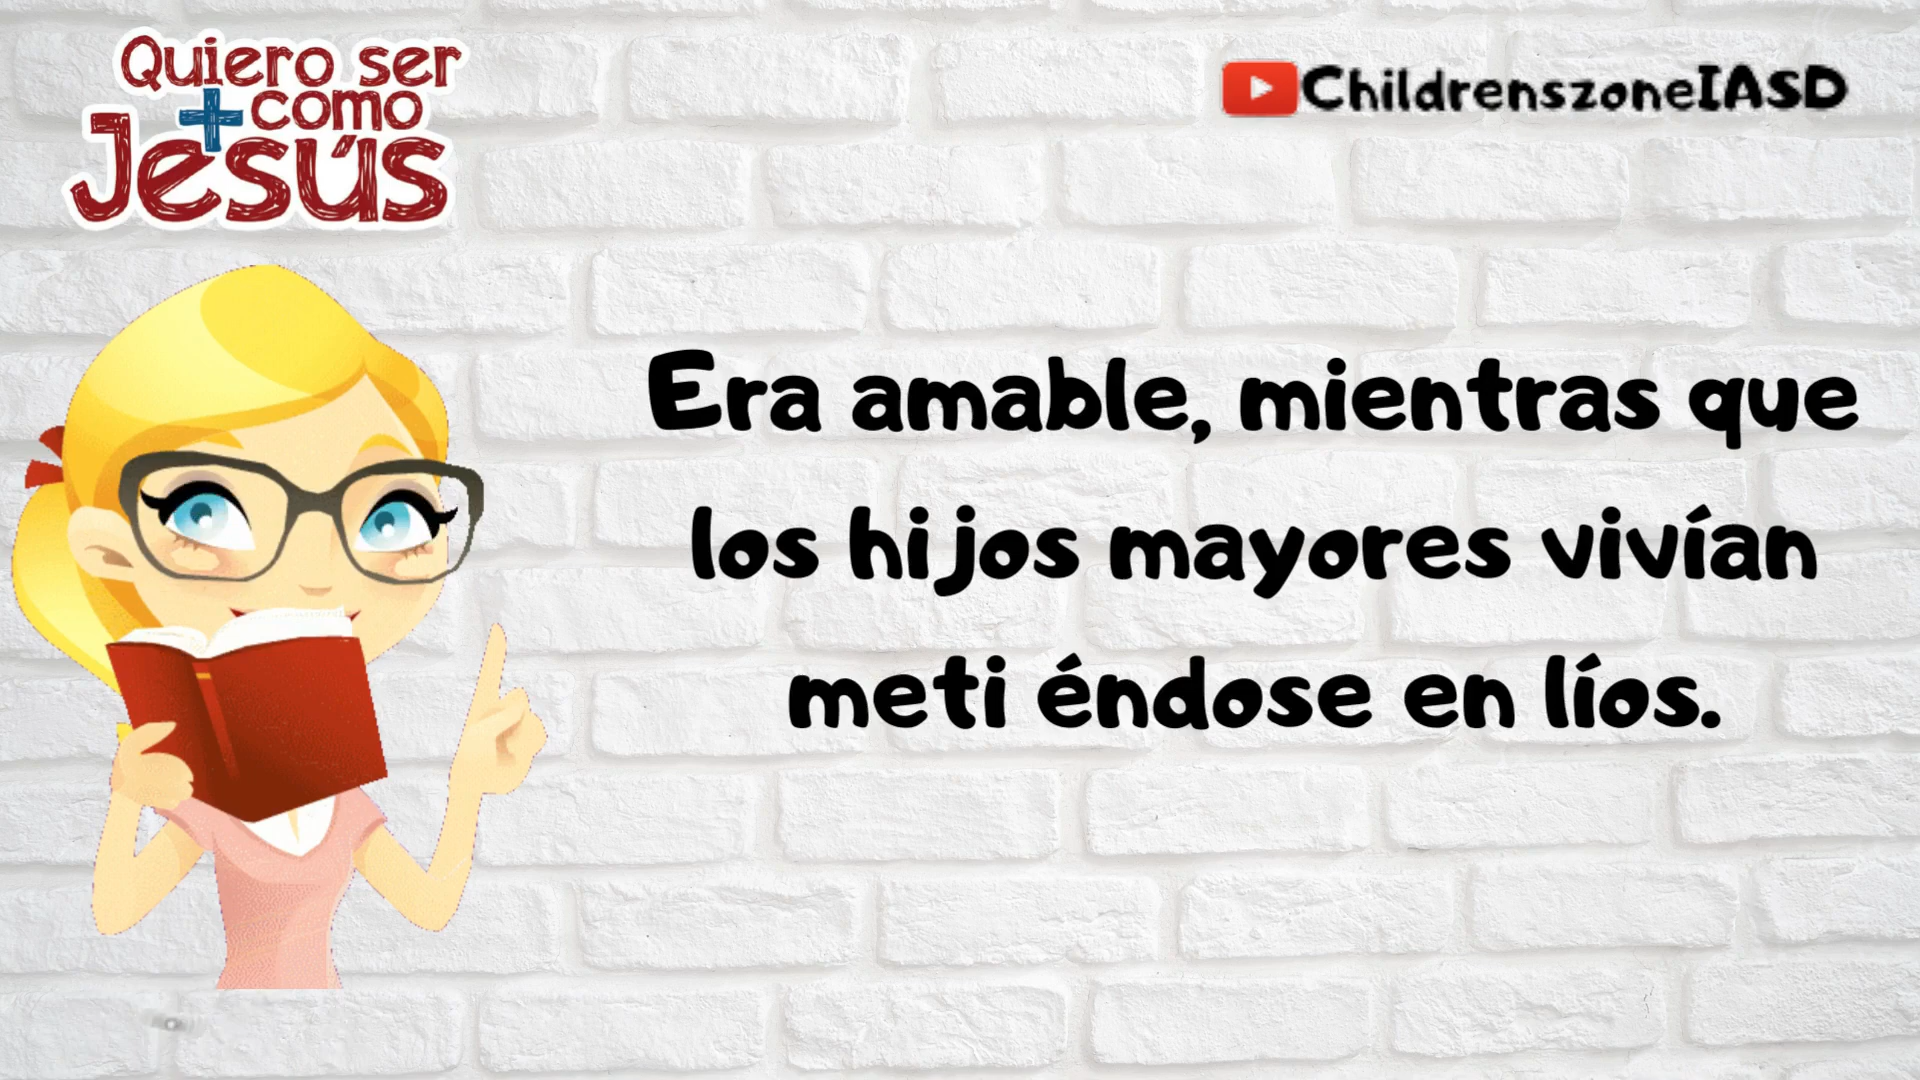 Quiero ser
+ como
Jesús
ChildrenszoneIASD
Era amable, mientras que
los hijos mayores vivían
meti éndose en líos.